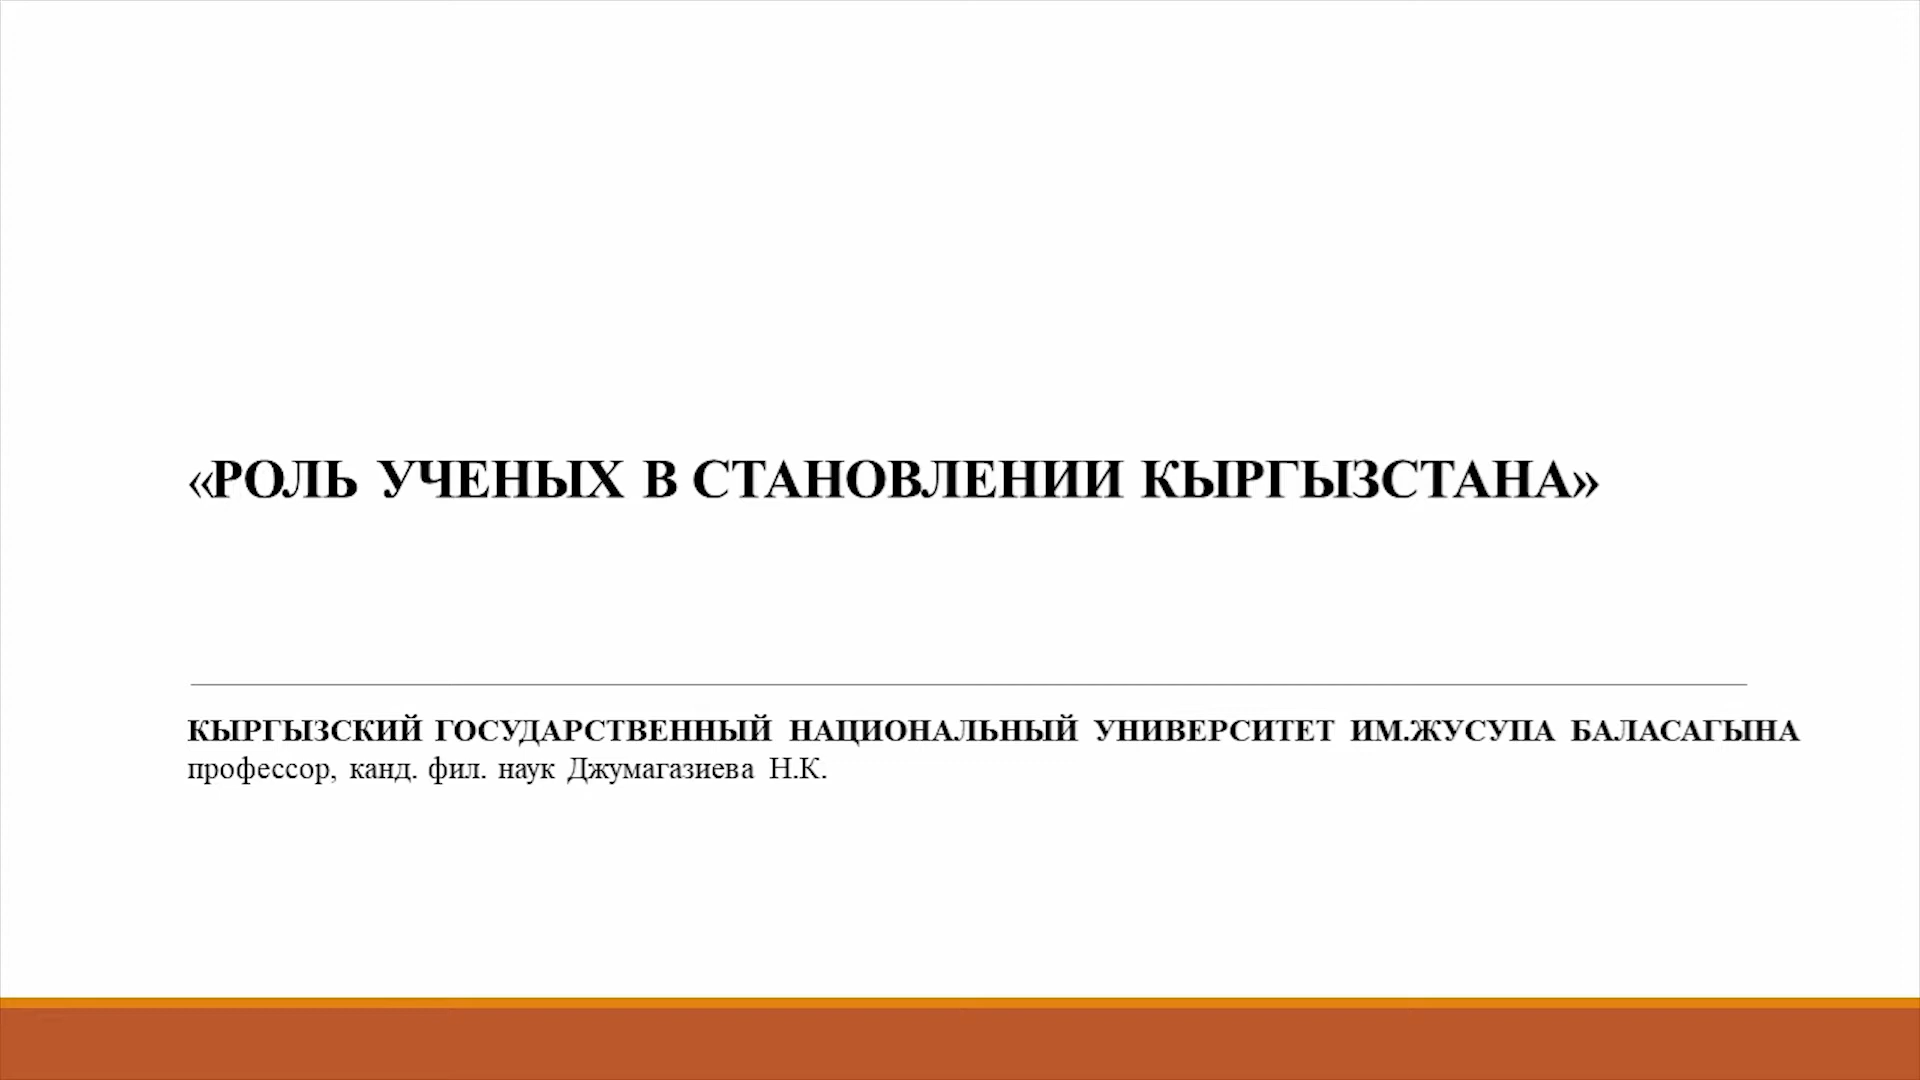 «РОЛЬ УЧЕНЫХ В СТАНОВЛЕНИИ КЫРГЫЗСТАНА»
КЫРГЫЗСКИЙ ГОСУДАРСТВЕННЫЙ НАЦИОНАЛЬНЫЙ УНИВЕРСИТЕТ ИМ.ЖУСУПА БАЛАСАГЫНА
профессор, канд. фил. наук Джумагазиева Н.К.